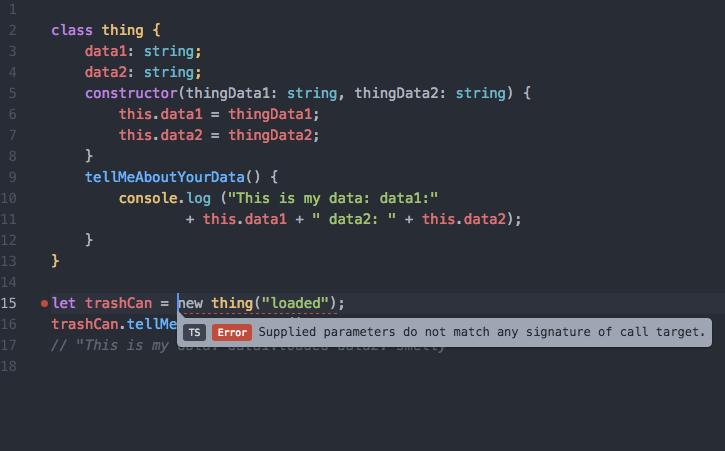 1
2 class thing {
3 data1: string;
4 data2: string;
5 constructor(thingData1: string, thingData2: string) {
6 this.data1 = thingData1;
7 this.data2 = thingData2;
8 }
9 tellMeAboutYourData() {
10 console.log ("This is my data: data1:"
11 + this.data1 + " data2: " + this.data2);
12 }
13 }
14
15 let trashCan = new thing("loaded");
16 trashCan.tellMe
TS Error Supplied parameters do not match any signature of call target.
17 // "This is my data: data1:loaded data2: smelly
18